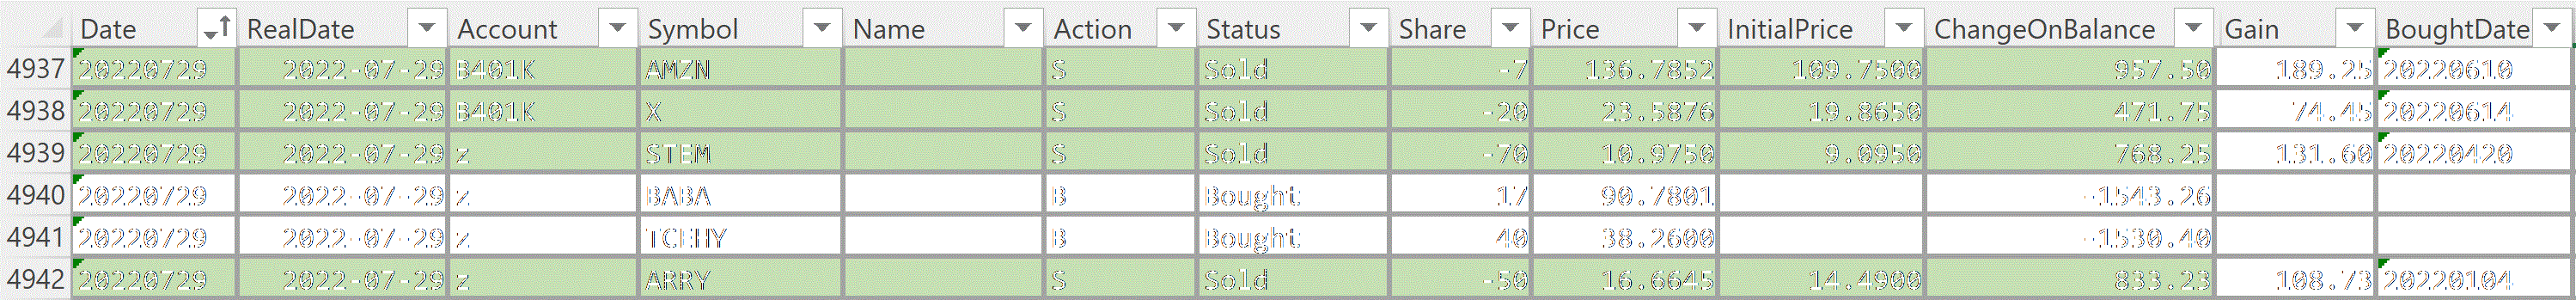 Date RealDate Account Symbol Name Action Status Share Price InitialPrice ChangeOnBalance Gain BoughtDate
4937 20220729 2022-07-29 B401K AMZN S Sold -7 136.7852 109.7500 957.50 189.25 20220610
4938 20220729 2022-07-29 B401K X S Sold -20 23.5876 19.8650 471.75 74.45 20220614
4939 20220729 2022-07-29 z STEM S Sold -70 10.9750 9.0950 768.25 131.60 20220420
4940 20220729 2022-07-29 z BABA B Bought 17 90.7801 -1543.26
4941 20220729 2022-07-29 z TCEHY B Bought 40 38.2600 -1530.40
4942 20220729 2022-07-29 z ARRY S Sold -50 16.6645 14.4900 833.23 108.73 20220104